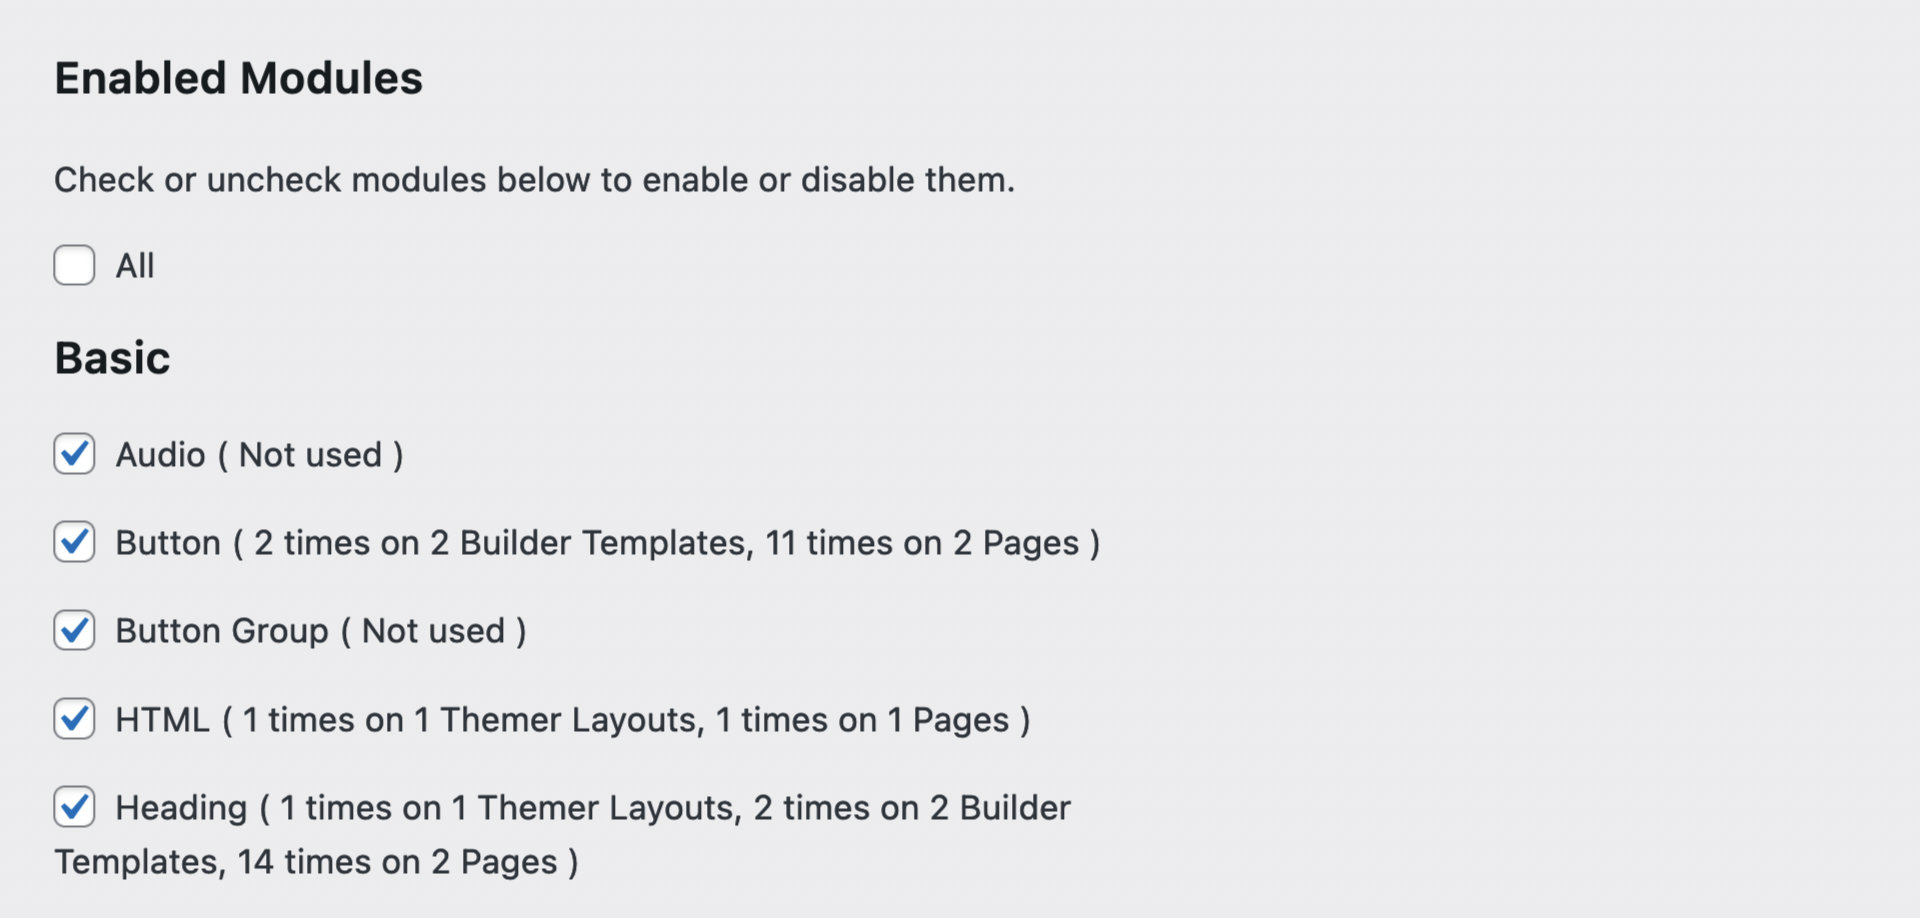 Enabled Modules
Check or uncheck modules below to enable or disable them.
All
Basic
Audio ( Not used )
Button ( 2 times on 2 Builder Templates, 11 times on 2 Pages )
Button Group ( Not used )
HTML ( 1 times on 1 Themer Layouts, 1 times on 1 Pages )
Heading ( 1 times on 1 Themer Layouts, 2 times on 2 Builder
Templates, 14 times on 2 Pages )